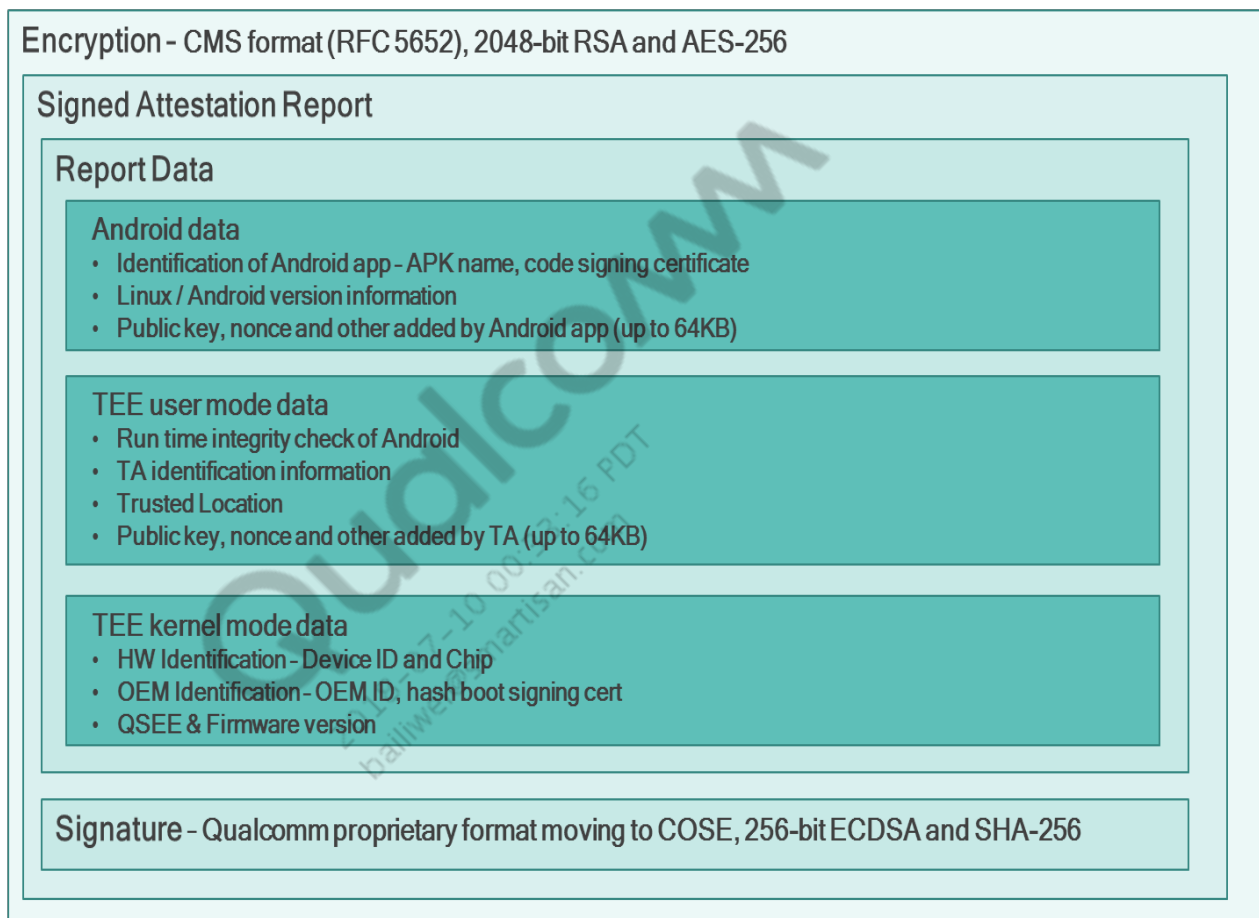 Encryption - CMS format (RFC 5652), 2048-bit RSA and AES-256
Signed Attestation Report
Report Data
Android data
• Identification of Android app - APK name, code signing certificate
• Linux / Android version information
• Public key, nonce and other added by Android app (up to 64KB)
TEE user mode data
• Run time integrity check of Android
• TA identification information
• Trusted Location
• Public key, nonce and other added by TA (up to 64KB)
TEE kernel mode data
• HW Identification - Device ID and Chip
• OEM Identification - OEM ID, hash boot signing cert
• QSEE & Firmware version
Signature - Qualcomm proprietary format moving to COSE, 256-bit ECDSA and SHA-256
Qualcomm